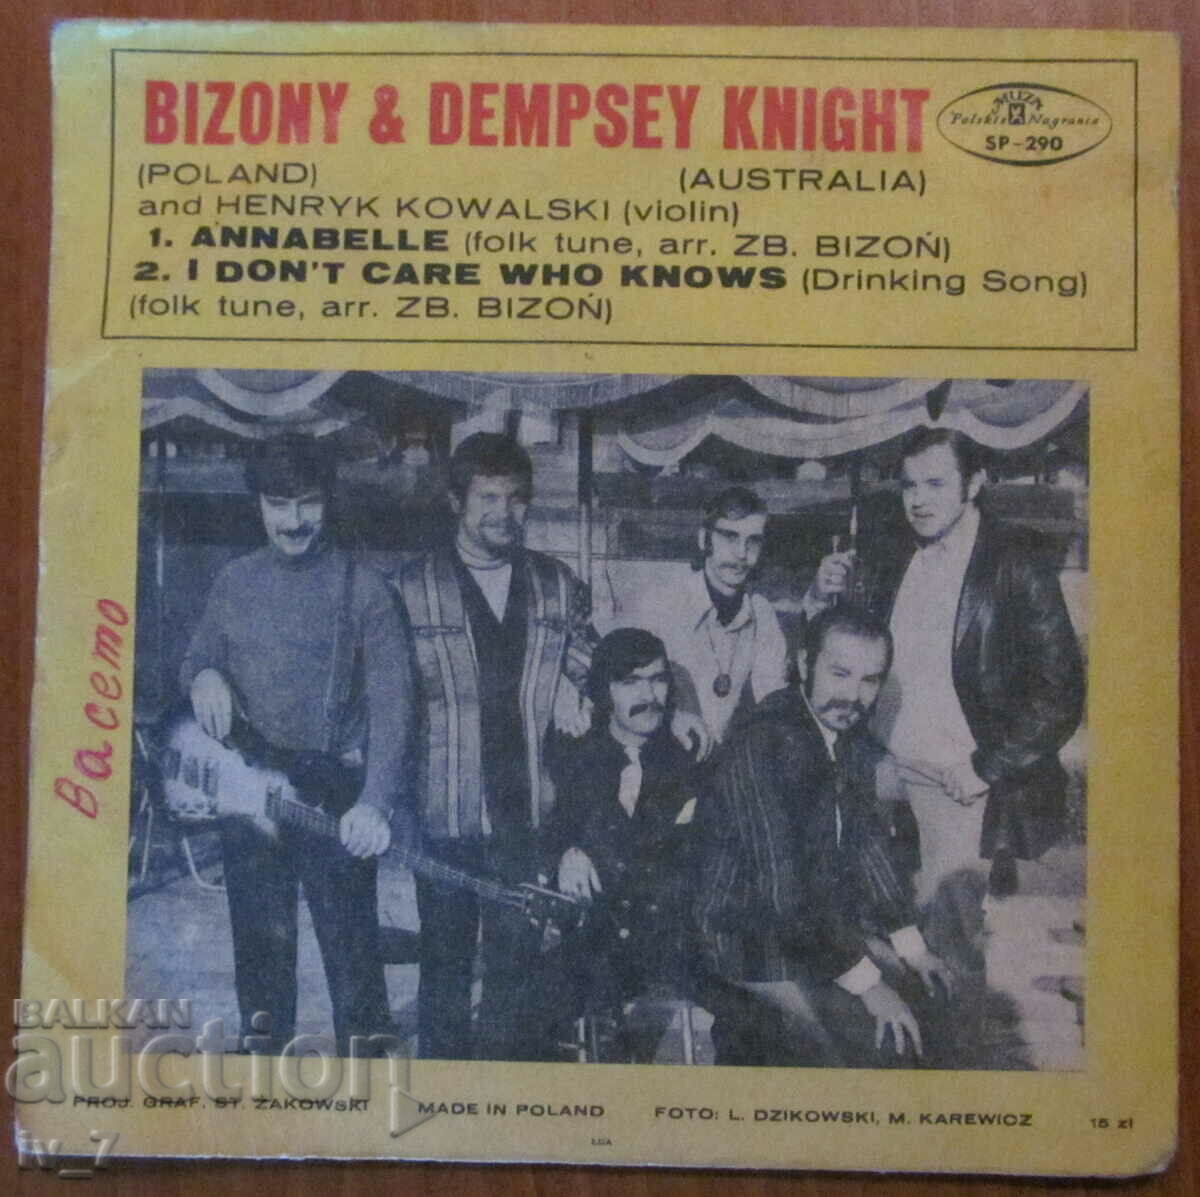 BIZONY & DEMPSEY KNIGHT
MUZA
Polskie Nagrania
SP-290
(POLAND) (AUSTRALIA)
and HENRYK KOWALSKI (violin)
1. ANNABELLE (folk tune, arr. ZB. BIZOŃ)
2. I DON'T CARE WHO KNOWS (Drinking Song)
(folk tune, arr. ZB. BIZOŃ)
Васето
BALKAN
auction
PROJ. GRAF. ST. ŻAKOWSKI MADE IN POLAND FOTO: L. DZIKOWSKI, M. KAREWICZ 15 zł
iv_7